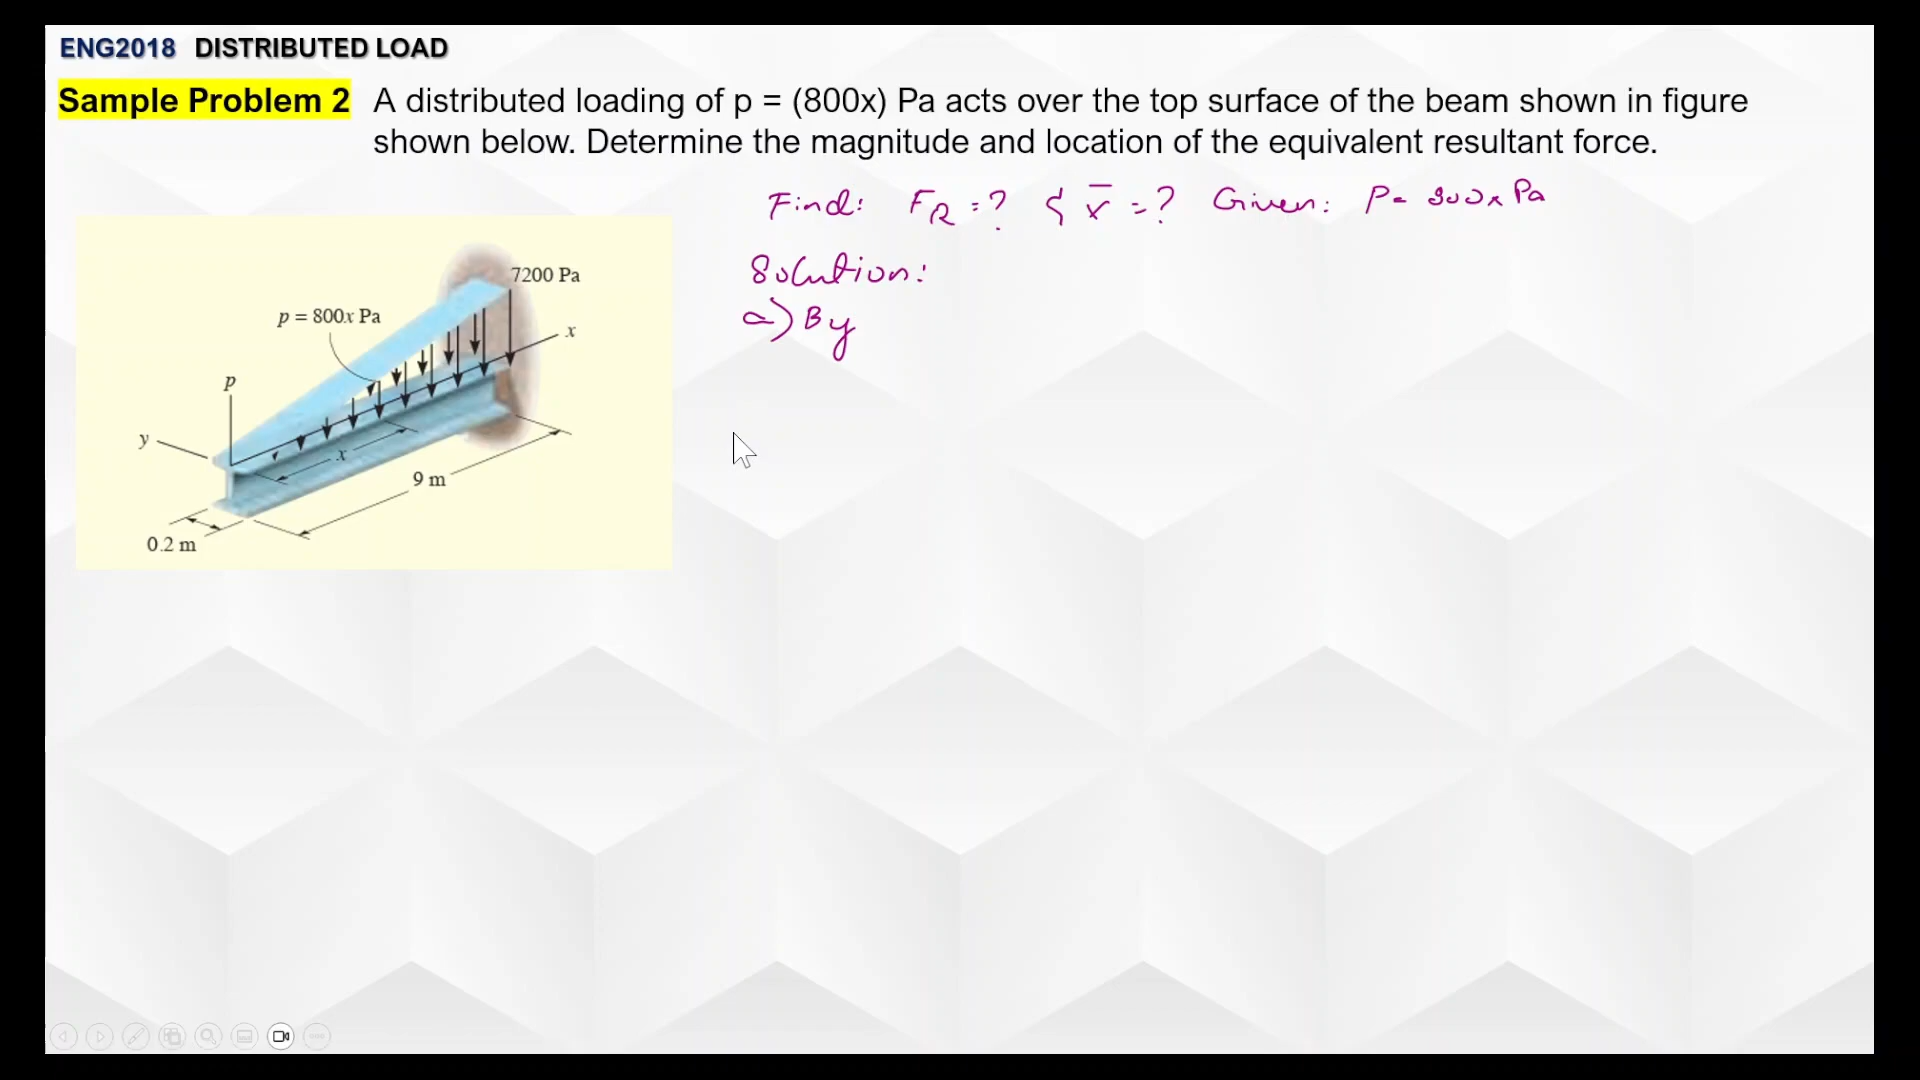 ENG2018 DISTRIBUTED LOAD
Sample Problem 2 A distributed loading of p = (800x) Pa acts over the top surface of the beam shown in figure
shown below. Determine the magnitude and location of the equivalent resultant force.
Find: FR = ? & x̄ = ? Given: P = 800x Pa
Solution:
a) By
7200 Pa
p = 800x Pa
x
p
y
x
9 m
0.2 m